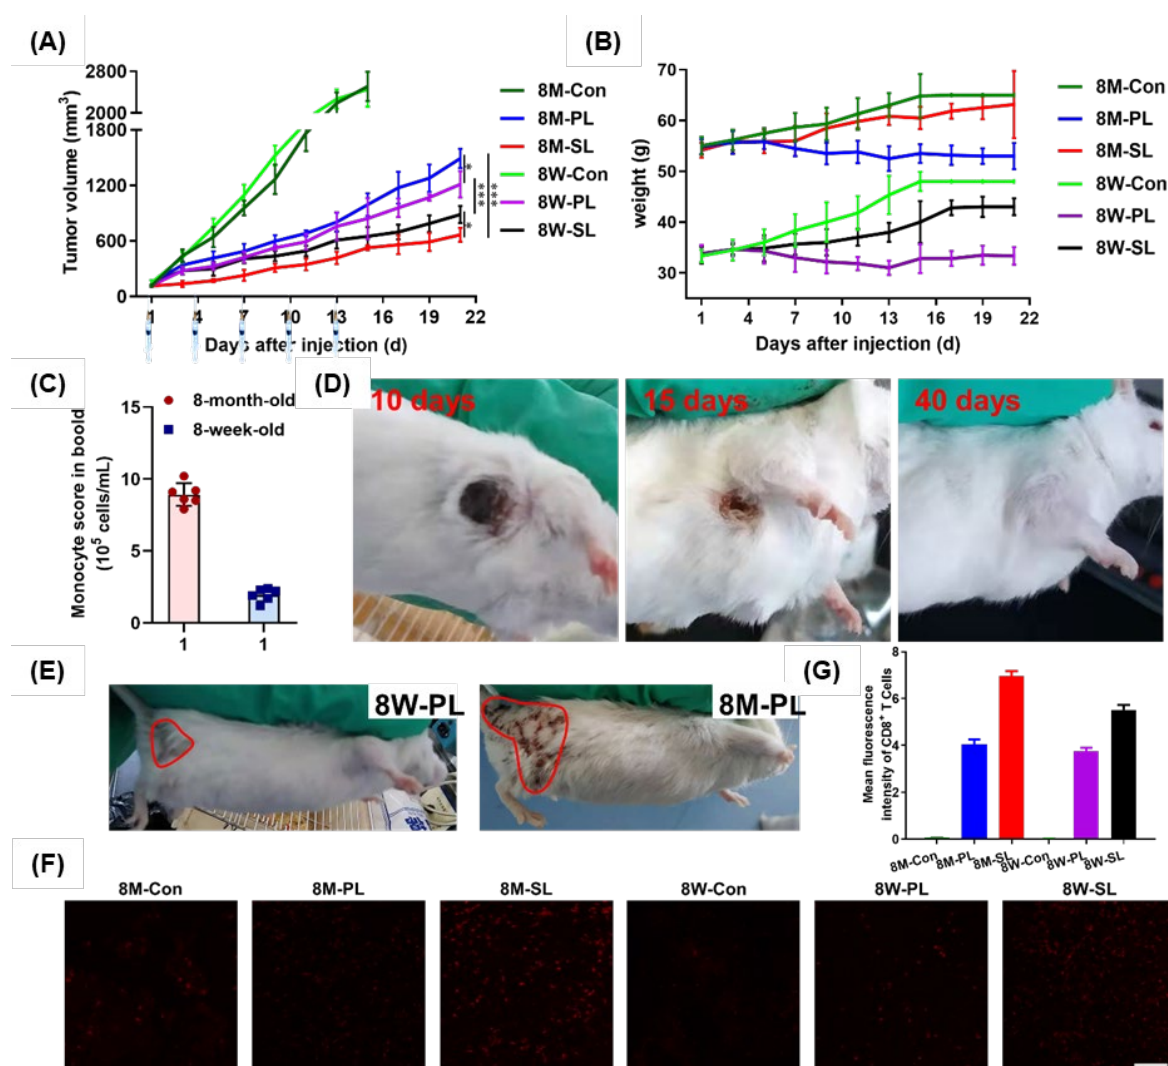 (A)
Tumor volume (mm³)
2800
2400
2000
1800
1200
600
0
1 4 7 10 13 16 19 22
Days after injection (d)
*
***
***
*
8M-Con
8M-PL
8M-SL
8W-Con
8W-PL
8W-SL
(B)
weight (g)
70
60
50
40
30
1 4 7 10 13 16 19 22
Days after injection (d)
8M-Con
8M-PL
8M-SL
8W-Con
8W-PL
8W-SL
(C)
Monocyte score in boold
(10⁵ cells/mL)
15
10
5
0
1 1
8-month-old
8-week-old
(D)
10 days
15 days
40 days
(E)
8W-PL
8M-PL
(G)
Mean fluorescence
intensity of CD8⁺ T Cells
8
6
4
2
0
8M-Con
8M-PL
8M-SL
8W-Con
8W-PL
8W-SL
(F)
8M-Con 8M-PL 8M-SL 8W-Con 8W-PL 8W-SL